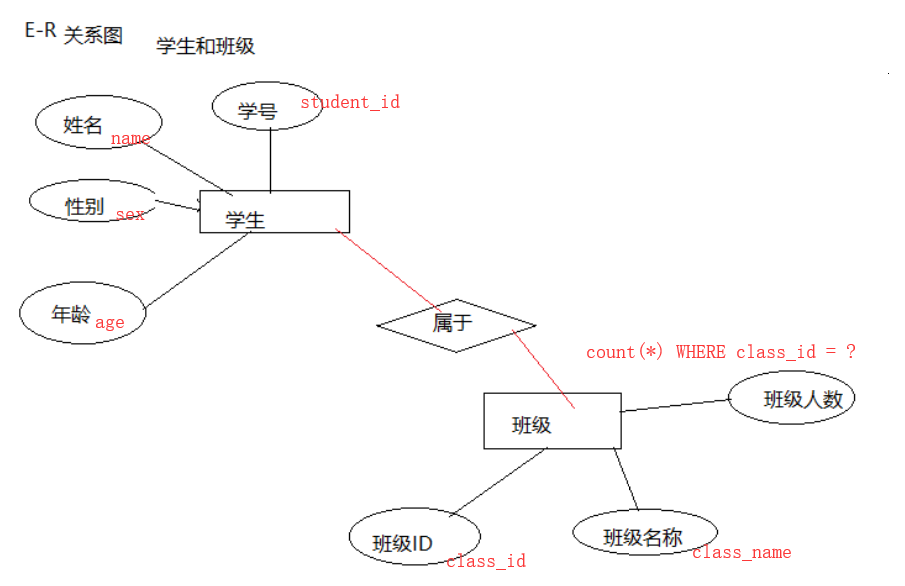 E-R 关系图 学生和班级
学号 student_id
姓名 name
性别 sex
学生
年龄 age
属于
count(*) WHERE class_id = ?
班级人数
班级
班级ID class_id
班级名称 class_name